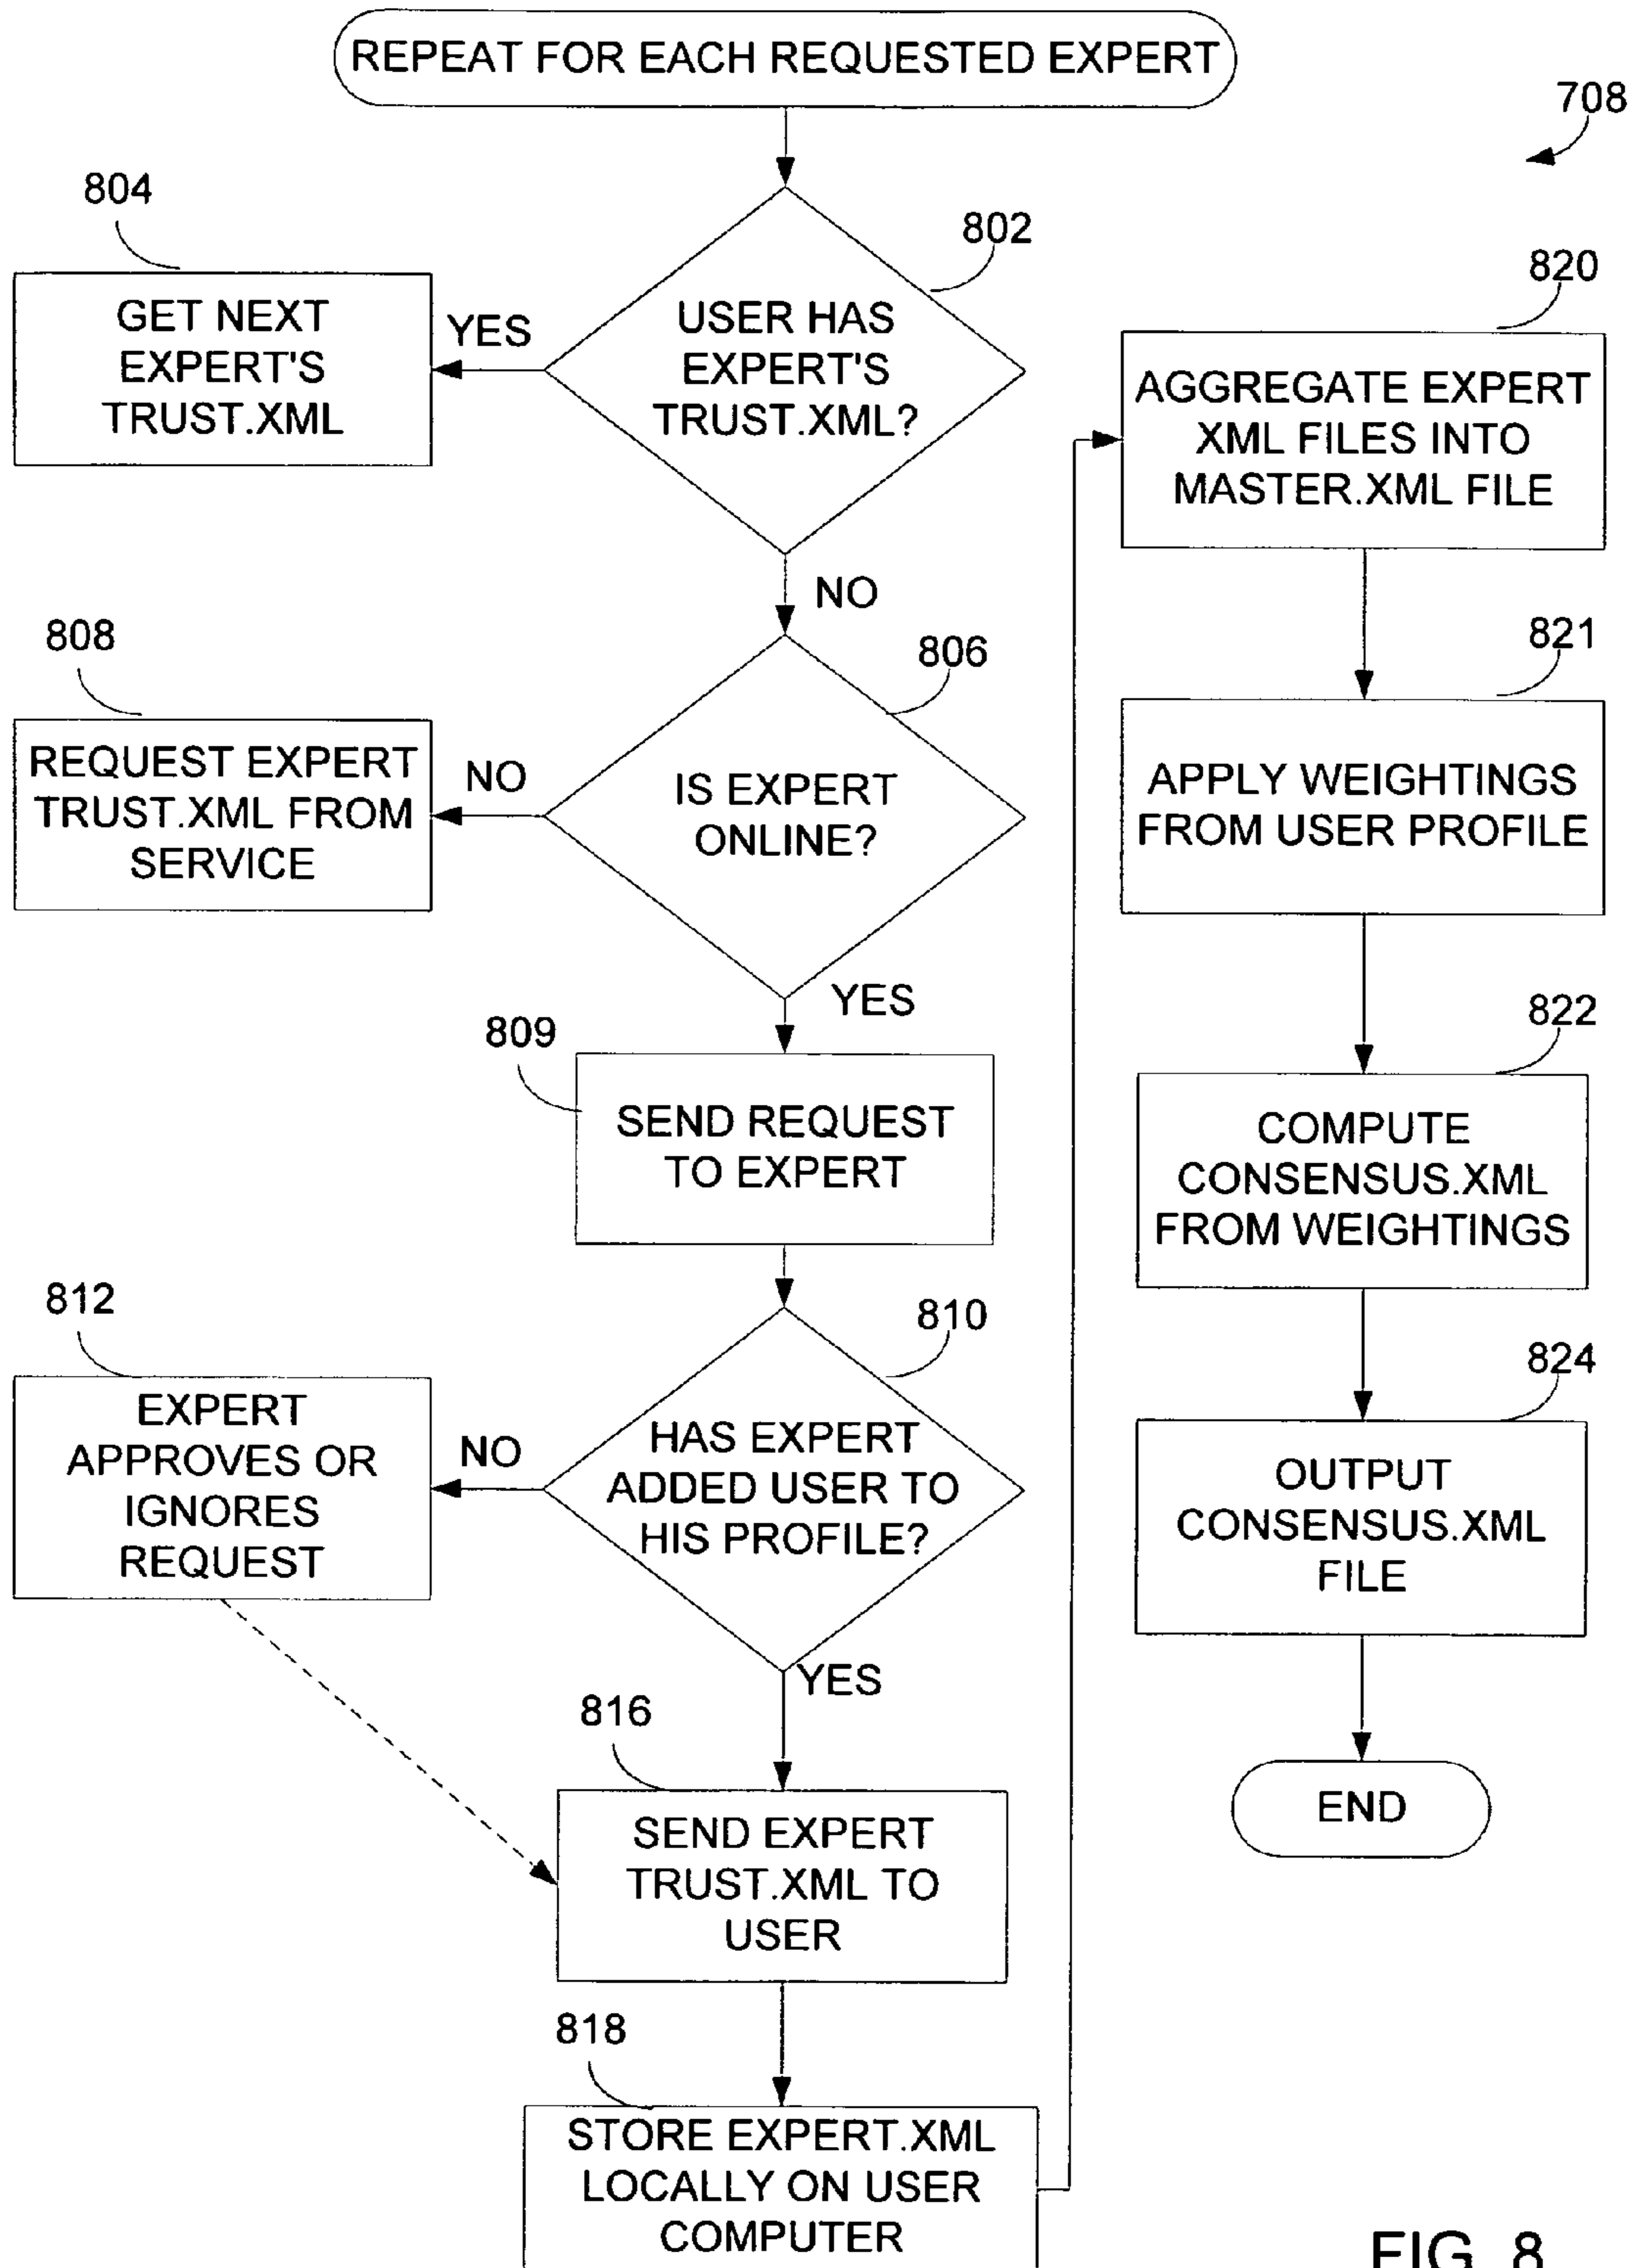 REPEAT FOR EACH REQUESTED EXPERT
708
804
802
GET NEXT
EXPERT'S
TRUST.XML
YES
USER HAS
EXPERT'S
TRUST.XML?
NO
808
806
REQUEST EXPERT
TRUST.XML FROM
SERVICE
NO
IS EXPERT
ONLINE?
YES
809
SEND REQUEST
TO EXPERT
812
810
EXPERT
APPROVES OR
IGNORES
REQUEST
NO
HAS EXPERT
ADDED USER TO
HIS PROFILE?
YES
816
SEND EXPERT
TRUST.XML TO
USER
818
STORE EXPERT.XML
LOCALLY ON USER
COMPUTER
820
AGGREGATE EXPERT
XML FILES INTO
MASTER.XML FILE
821
APPLY WEIGHTINGS
FROM USER PROFILE
822
COMPUTE
CONSENSUS.XML
FROM WEIGHTINGS
824
OUTPUT
CONSENSUS.XML
FILE
END
FIG. 8